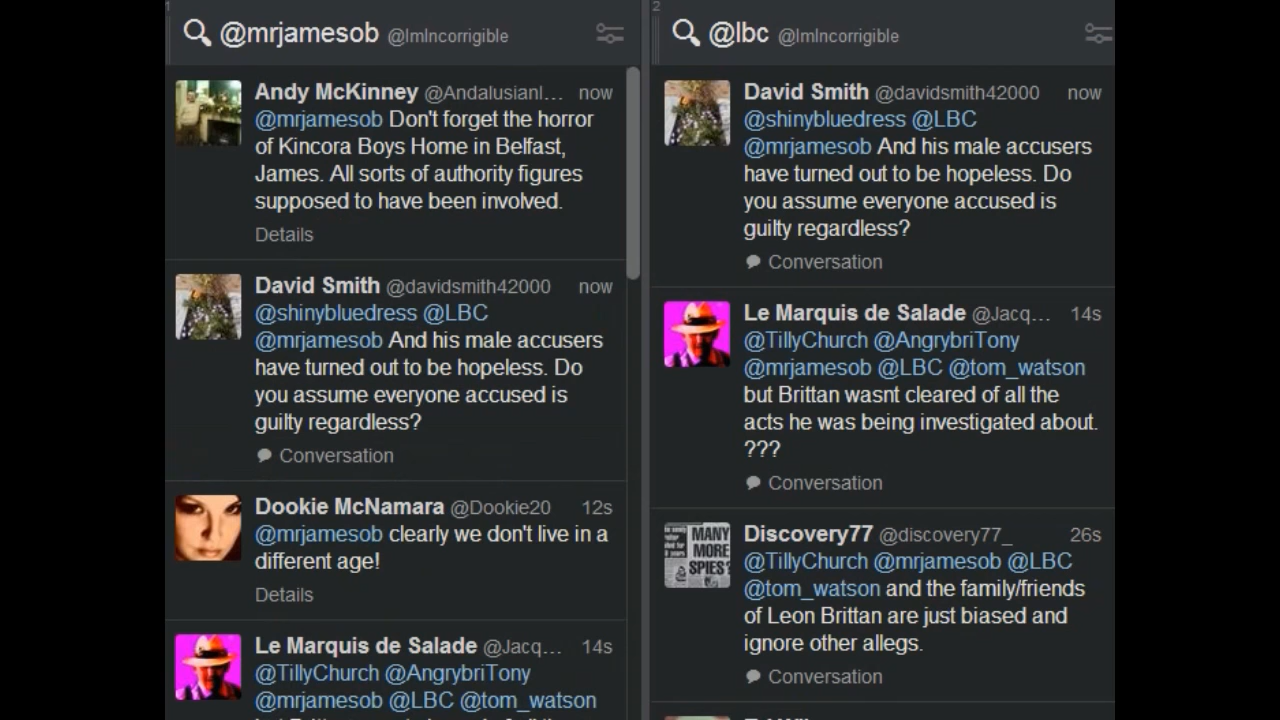 1
@mrjamesob @ImIncorrigible
Andy McKinney @Andalusianl... now
@mrjamesob Don't forget the horror
of Kincora Boys Home in Belfast,
James. All sorts of authority figures
supposed to have been involved.
Details
David Smith @davidsmith42000 now
@shinybluedress @LBC
@mrjamesob And his male accusers
have turned out to be hopeless. Do
you assume everyone accused is
guilty regardless?
Conversation
Dookie McNamara @Dookie20 12s
@mrjamesob clearly we don't live in a
different age!
Details
Le Marquis de Salade @Jacq... 14s
@TillyChurch @AngrybriTony
@mrjamesob @LBC @tom_watson
2
@lbc @ImIncorrigible
David Smith @davidsmith42000 now
@shinybluedress @LBC
@mrjamesob And his male accusers
have turned out to be hopeless. Do
you assume everyone accused is
guilty regardless?
Conversation
Le Marquis de Salade @Jacq... 14s
@TillyChurch @AngrybriTony
@mrjamesob @LBC @tom_watson
but Brittan wasnt cleared of all the
acts he was being investigated about.
???
Conversation
MANY
MORE
SPIES?
Discovery77 @discovery77_ 26s
@TillyChurch @mrjamesob @LBC
@tom_watson and the family/friends
of Leon Brittan are just biased and
ignore other allegs.
Conversation